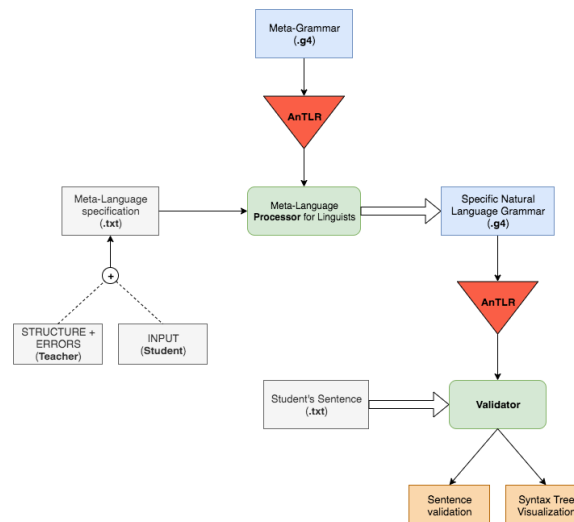 Meta-Grammar
(.g4)
AnTLR
Meta-Language
specification
(.txt)
Meta-Language
Processor for Linguists
Specific Natural
Language Grammar
(.g4)
+
AnTLR
STRUCTURE +
ERRORS
(Teacher)
INPUT
(Student)
Student's Sentence
(.txt)
Validator
Sentence
validation
Syntax Tree
Visualization